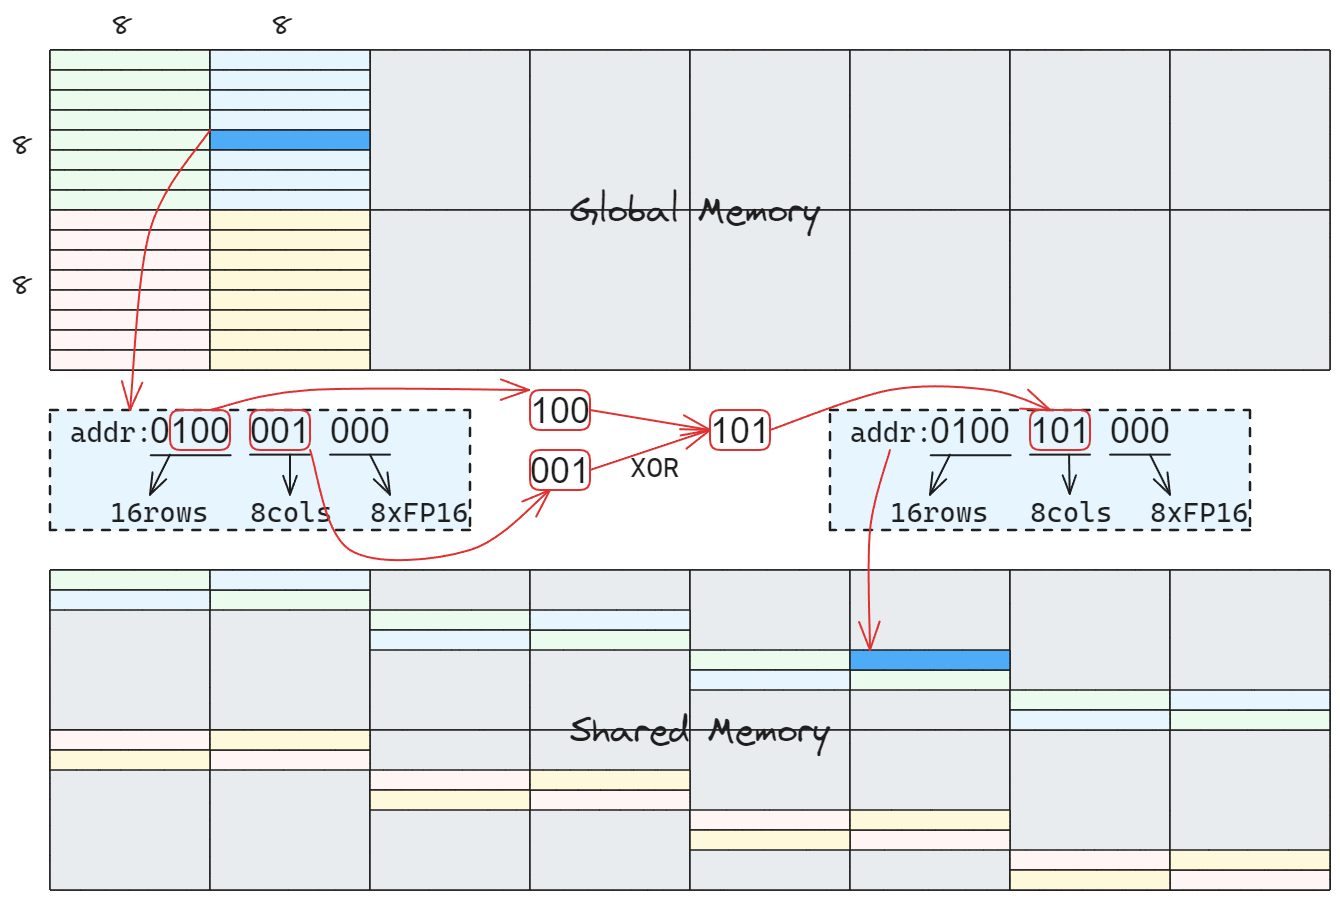 8 8
8
Global Memory
8
addr:0100 001 000
16rows 8cols 8xFP16
100
001
XOR
101
addr:0100 101 000
16rows 8cols 8xFP16
Shared Memory